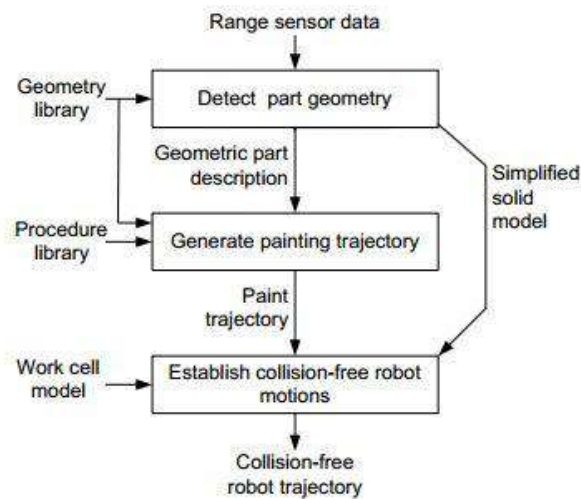 Range sensor data
Geometry
library
Detect part geometry
Geometric part
description
Simplified
solid
model
Procedure
library
Generate painting trajectory
Paint
trajectory
Work cell
model
Establish collision-free robot
motions
Collision-free
robot trajectory